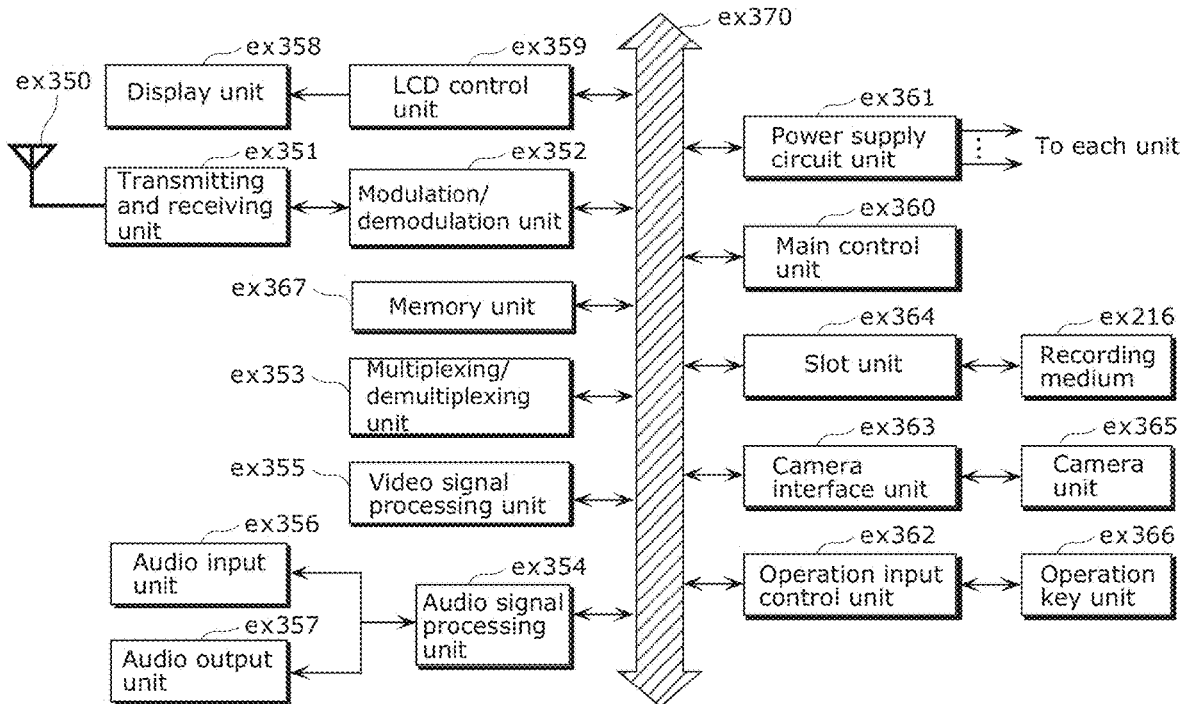 ex370
ex358
ex359
ex350
Display unit
LCD control
unit
ex361
Power supply
circuit unit
To each unit
ex351
ex352
Transmitting
and receiving
unit
Modulation/
demodulation unit
ex360
Main control
unit
ex367
Memory unit
ex364
ex216
Slot unit
Recording
medium
ex353
Multiplexing/
demultiplexing
unit
ex363
ex365
Camera
interface unit
Camera
unit
ex355
Video signal
processing unit
ex356
Audio input
unit
ex354
Audio signal
processing
unit
ex362
ex366
Operation input
control unit
Operation
key unit
ex357
Audio output
unit